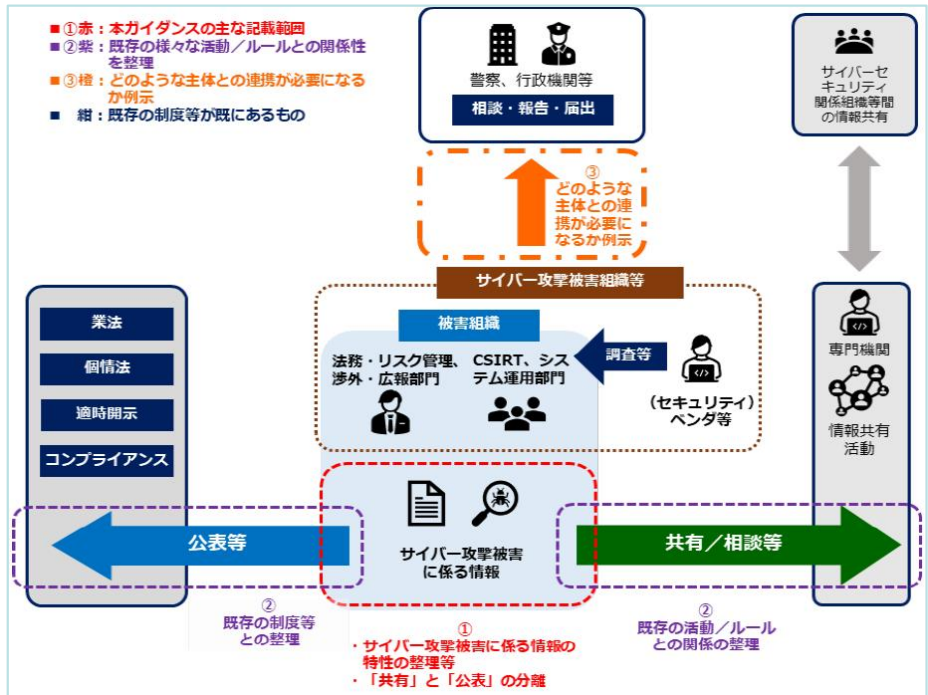 ■①赤：本ガイダンスの主な記載範囲
■②紫：既存の様々な活動／ルールとの関係性
を整理
■③橙：どのような主体との連携が必要になる
か例示
■　紺：既存の制度等が既にあるもの
警察、行政機関等
相談・報告・届出
サイバーセ
キュリティ
関係組織等間
の情報共有
③
どのような
主体との連
携が必要に
なるか例示
サイバー攻撃被害組織等
被害組織
法務・リスク管理、
渉外・広報部門
CSIRT、シス
テム運用部門
調査等
（セキュリティ）
ベンダ等
業法
個情法
適時開示
コンプライアンス
専門機関
情報共有
活動
公表等
サイバー攻撃被害
に係る情報
共有／相談等
②
既存の制度等
との整理
①
・サイバー攻撃被害に係る情報の
特性の整理等
・「共有」と「公表」の分離
②
既存の活動／ルール
との関係の整理